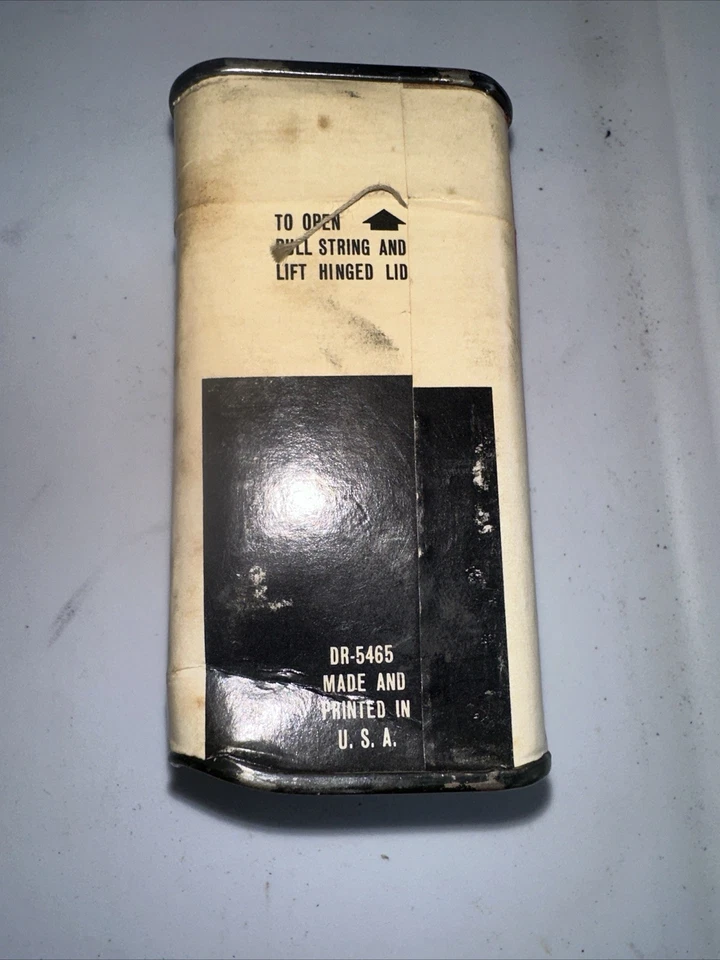 TO OPEN
PULL STRING AND
LIFT HINGED LID
DR-5465
MADE AND
PRINTED IN
U. S. A.